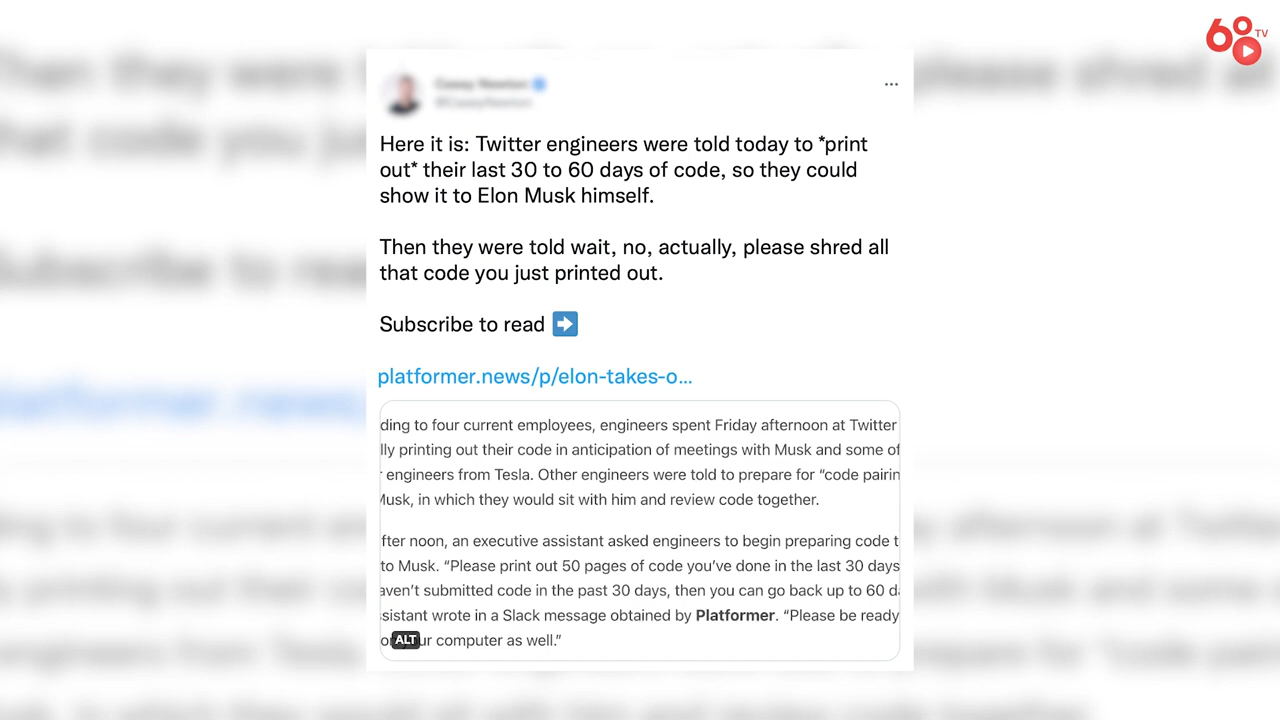 60 TV
Casey Newton
@CaseyNewton
Here it is: Twitter engineers were told today to *print
out* their last 30 to 60 days of code, so they could
show it to Elon Musk himself.
Then they were told wait, no, actually, please shred all
that code you just printed out.
Subscribe to read ➡️
platformer.news/p/elon-takes-o...
ding to four current employees, engineers spent Friday afternoon at Twitter
lly printing out their code in anticipation of meetings with Musk and some of
engineers from Tesla. Other engineers were told to prepare for “code pairin
Musk, in which they would sit with him and review code together.
fter noon, an executive assistant asked engineers to begin preparing code t
to Musk. “Please print out 50 pages of code you’ve done in the last 30 days
aven’t submitted code in the past 30 days, then you can go back up to 60 d
sistant wrote in a Slack message obtained by Platformer. “Please be ready
ur computer as well.”
ALT